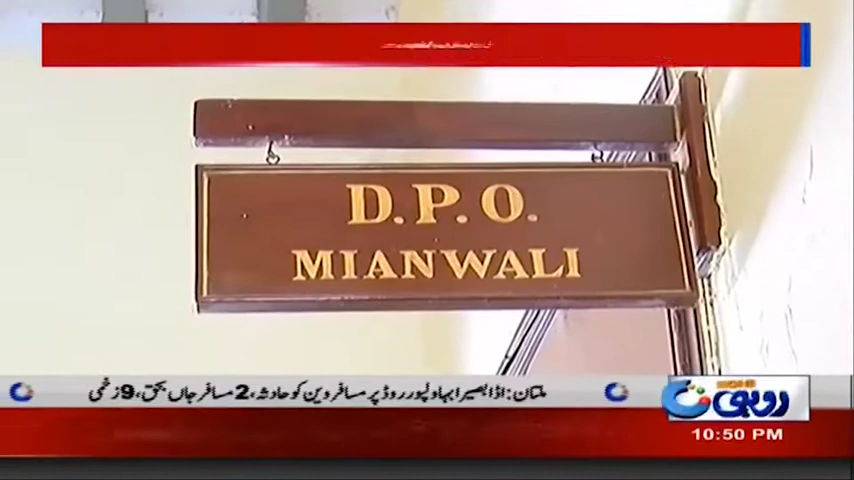 D.P.O.
MIANWALI
ملتان: اڈا بصیرا بہاولپور روڈ پر مسافر وین کو حادثہ، 2 مسافر جاں بحق، 9 زخمی
روہی
10:50 PM